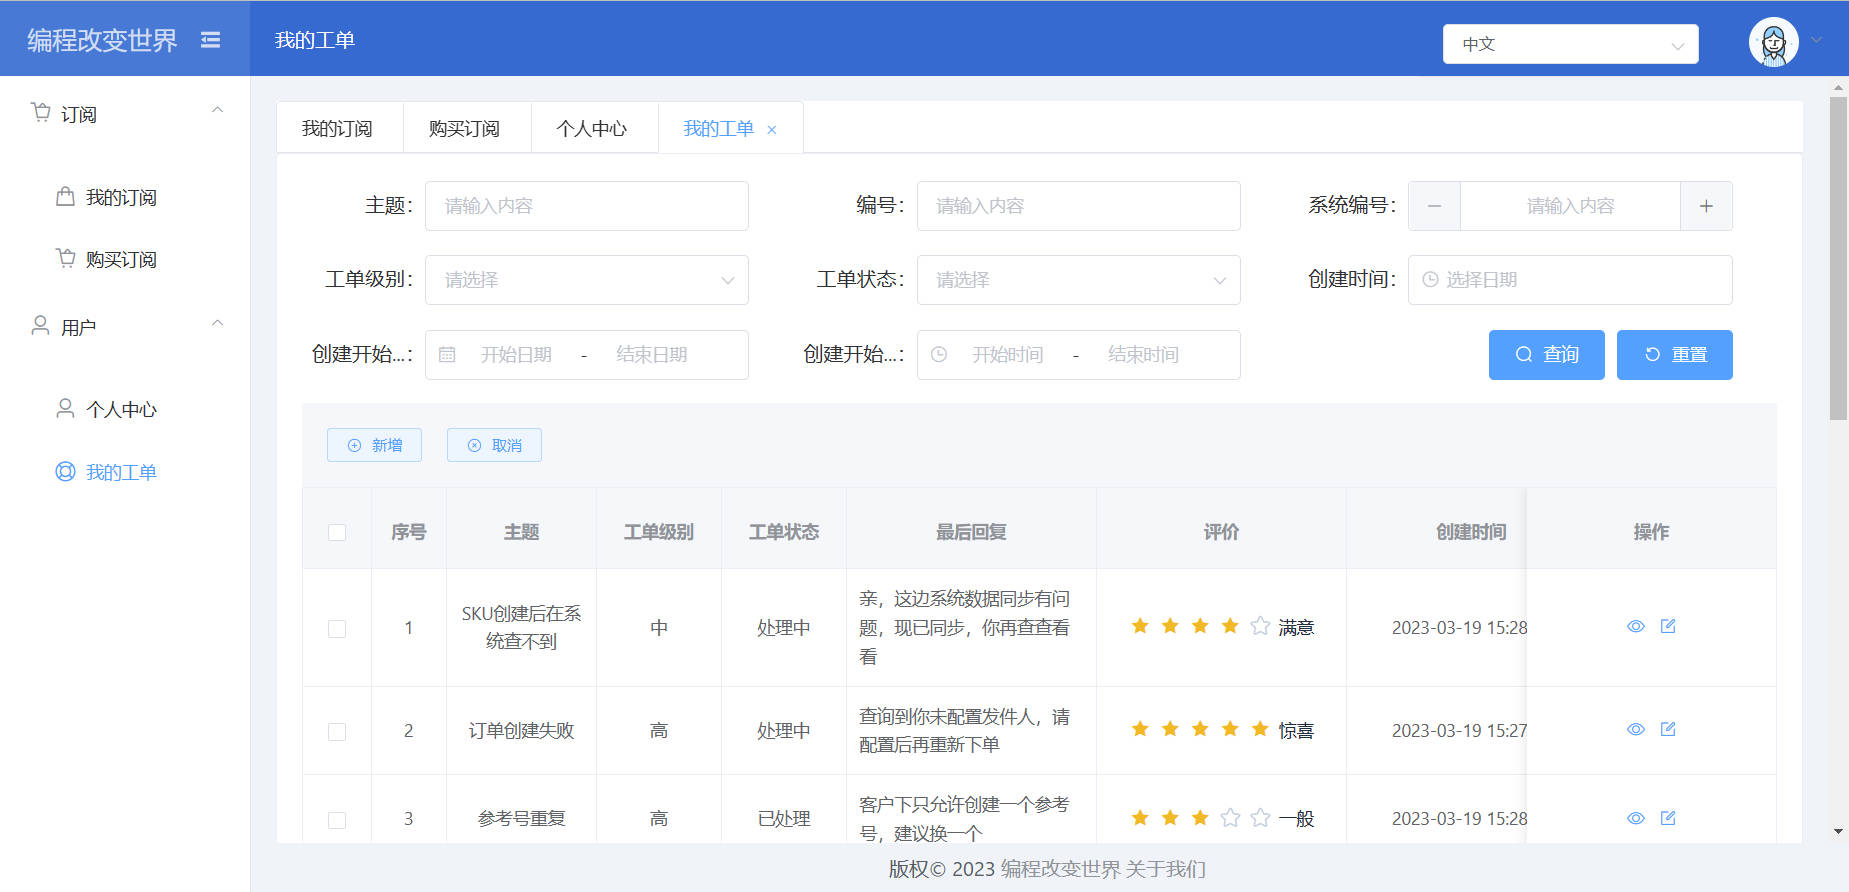 编程改变世界
我的工单
中文
订阅
我的订阅
购买订阅
用户
个人中心
我的工单
我的订阅
购买订阅
个人中心
我的工单
主题：
请输入内容
编号：
请输入内容
系统编号：
请输入内容
工单级别：
请选择
工单状态：
请选择
创建时间：
选择日期
创建开始...：
开始日期 - 结束日期
创建开始...：
开始时间 - 结束时间
查询
重置
新增
取消
序号
主题
工单级别
工单状态
最后回复
评价
创建时间
操作
1
SKU创建后在系
统查不到
中
处理中
亲，这边系统数据同步有问
题，现已同步，你再查查看
看
满意
2023-03-19 15:28
2
订单创建失败
高
处理中
查询到你未配置发件人，请
配置后再重新下单
惊喜
2023-03-19 15:27
3
参考号重复
高
已处理
客户下只允许创建一个参考
号，建议换一个
一般
2023-03-19 15:28
版权© 2023 编程改变世界 关于我们